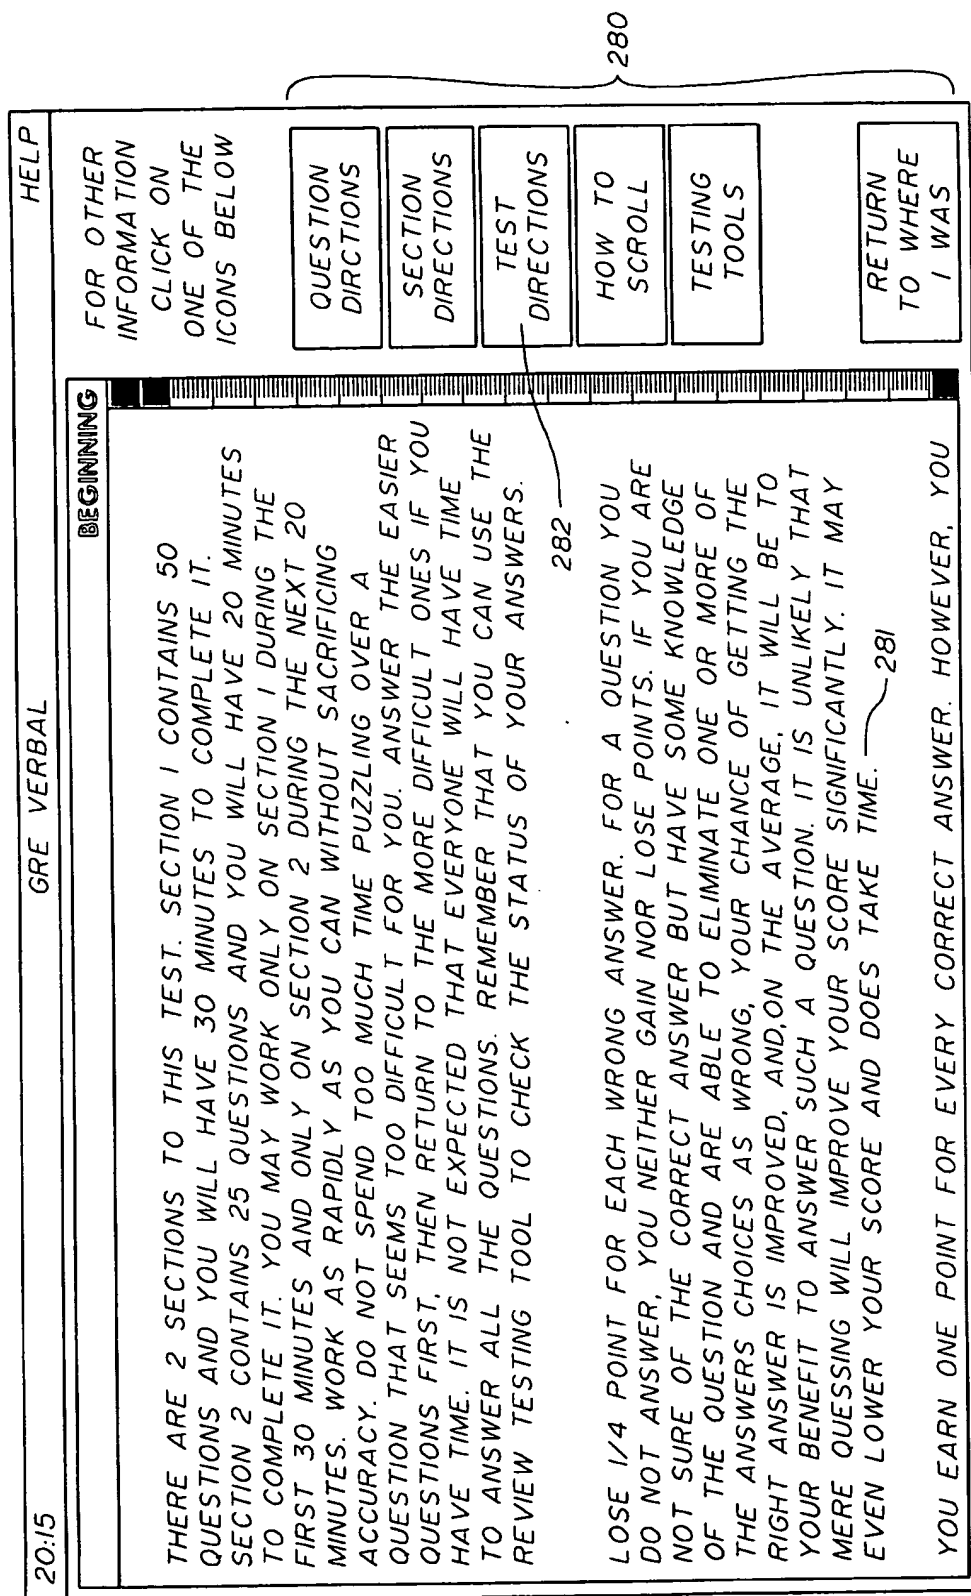 20:15
GRE VERBAL
HELP
BEGINNING
THERE ARE 2 SECTIONS TO THIS TEST. SECTION 1 CONTAINS 50
QUESTIONS AND YOU WILL HAVE 30 MINUTES TO COMPLETE IT.
SECTION 2 CONTAINS 25 QUESTIONS AND YOU WILL HAVE 20 MINUTES
TO COMPLETE IT. YOU MAY WORK ONLY ON SECTION 1 DURING THE
FIRST 30 MINUTES AND ONLY ON SECTION 2 DURING THE NEXT 20
MINUTES. WORK AS RAPIDLY AS YOU CAN WITHOUT SACRIFICING
ACCURACY. DO NOT SPEND TOO MUCH TIME PUZZLING OVER A
QUESTION THAT SEEMS TOO DIFFICULT FOR YOU. ANSWER THE EASIER
QUESTIONS FIRST, THEN RETURN TO THE MORE DIFFICULT ONES IF YOU
HAVE TIME. IT IS NOT EXPECTED THAT EVERYONE WILL HAVE TIME
TO ANSWER ALL THE QUESTIONS. REMEMBER THAT YOU CAN USE THE
REVIEW TESTING TOOL TO CHECK THE STATUS OF YOUR ANSWERS.
282
LOSE 1/4 POINT FOR EACH WRONG ANSWER. FOR A QUESTION YOU
DO NOT ANSWER, YOU NEITHER GAIN NOR LOSE POINTS. IF YOU ARE
NOT SURE OF THE CORRECT ANSWER BUT HAVE SOME KNOWLEDGE
OF THE QUESTION AND ARE ABLE TO ELIMINATE ONE OR MORE OF
THE ANSWERS CHOICES AS WRONG, YOUR CHANCE OF GETTING THE
RIGHT ANSWER IS IMPROVED, AND, ON THE AVERAGE, IT WILL BE TO
YOUR BENEFIT TO ANSWER SUCH A QUESTION. IT IS UNLIKELY THAT
MERE QUESSING WILL IMPROVE YOUR SCORE SIGNIFICANTLY. IT MAY
EVEN LOWER YOUR SCORE AND DOES TAKE TIME.
281
YOU EARN ONE POINT FOR EVERY CORRECT ANSWER. HOWEVER, YOU
FOR OTHER
INFORMATION
CLICK ON
ONE OF THE
ICONS BELOW
QUESTION
DIRCTIONS
SECTION
DIRECTIONS
TEST
DIRECTIONS
HOW TO
SCROLL
TESTING
TOOLS
RETURN
TO WHERE
I WAS
280